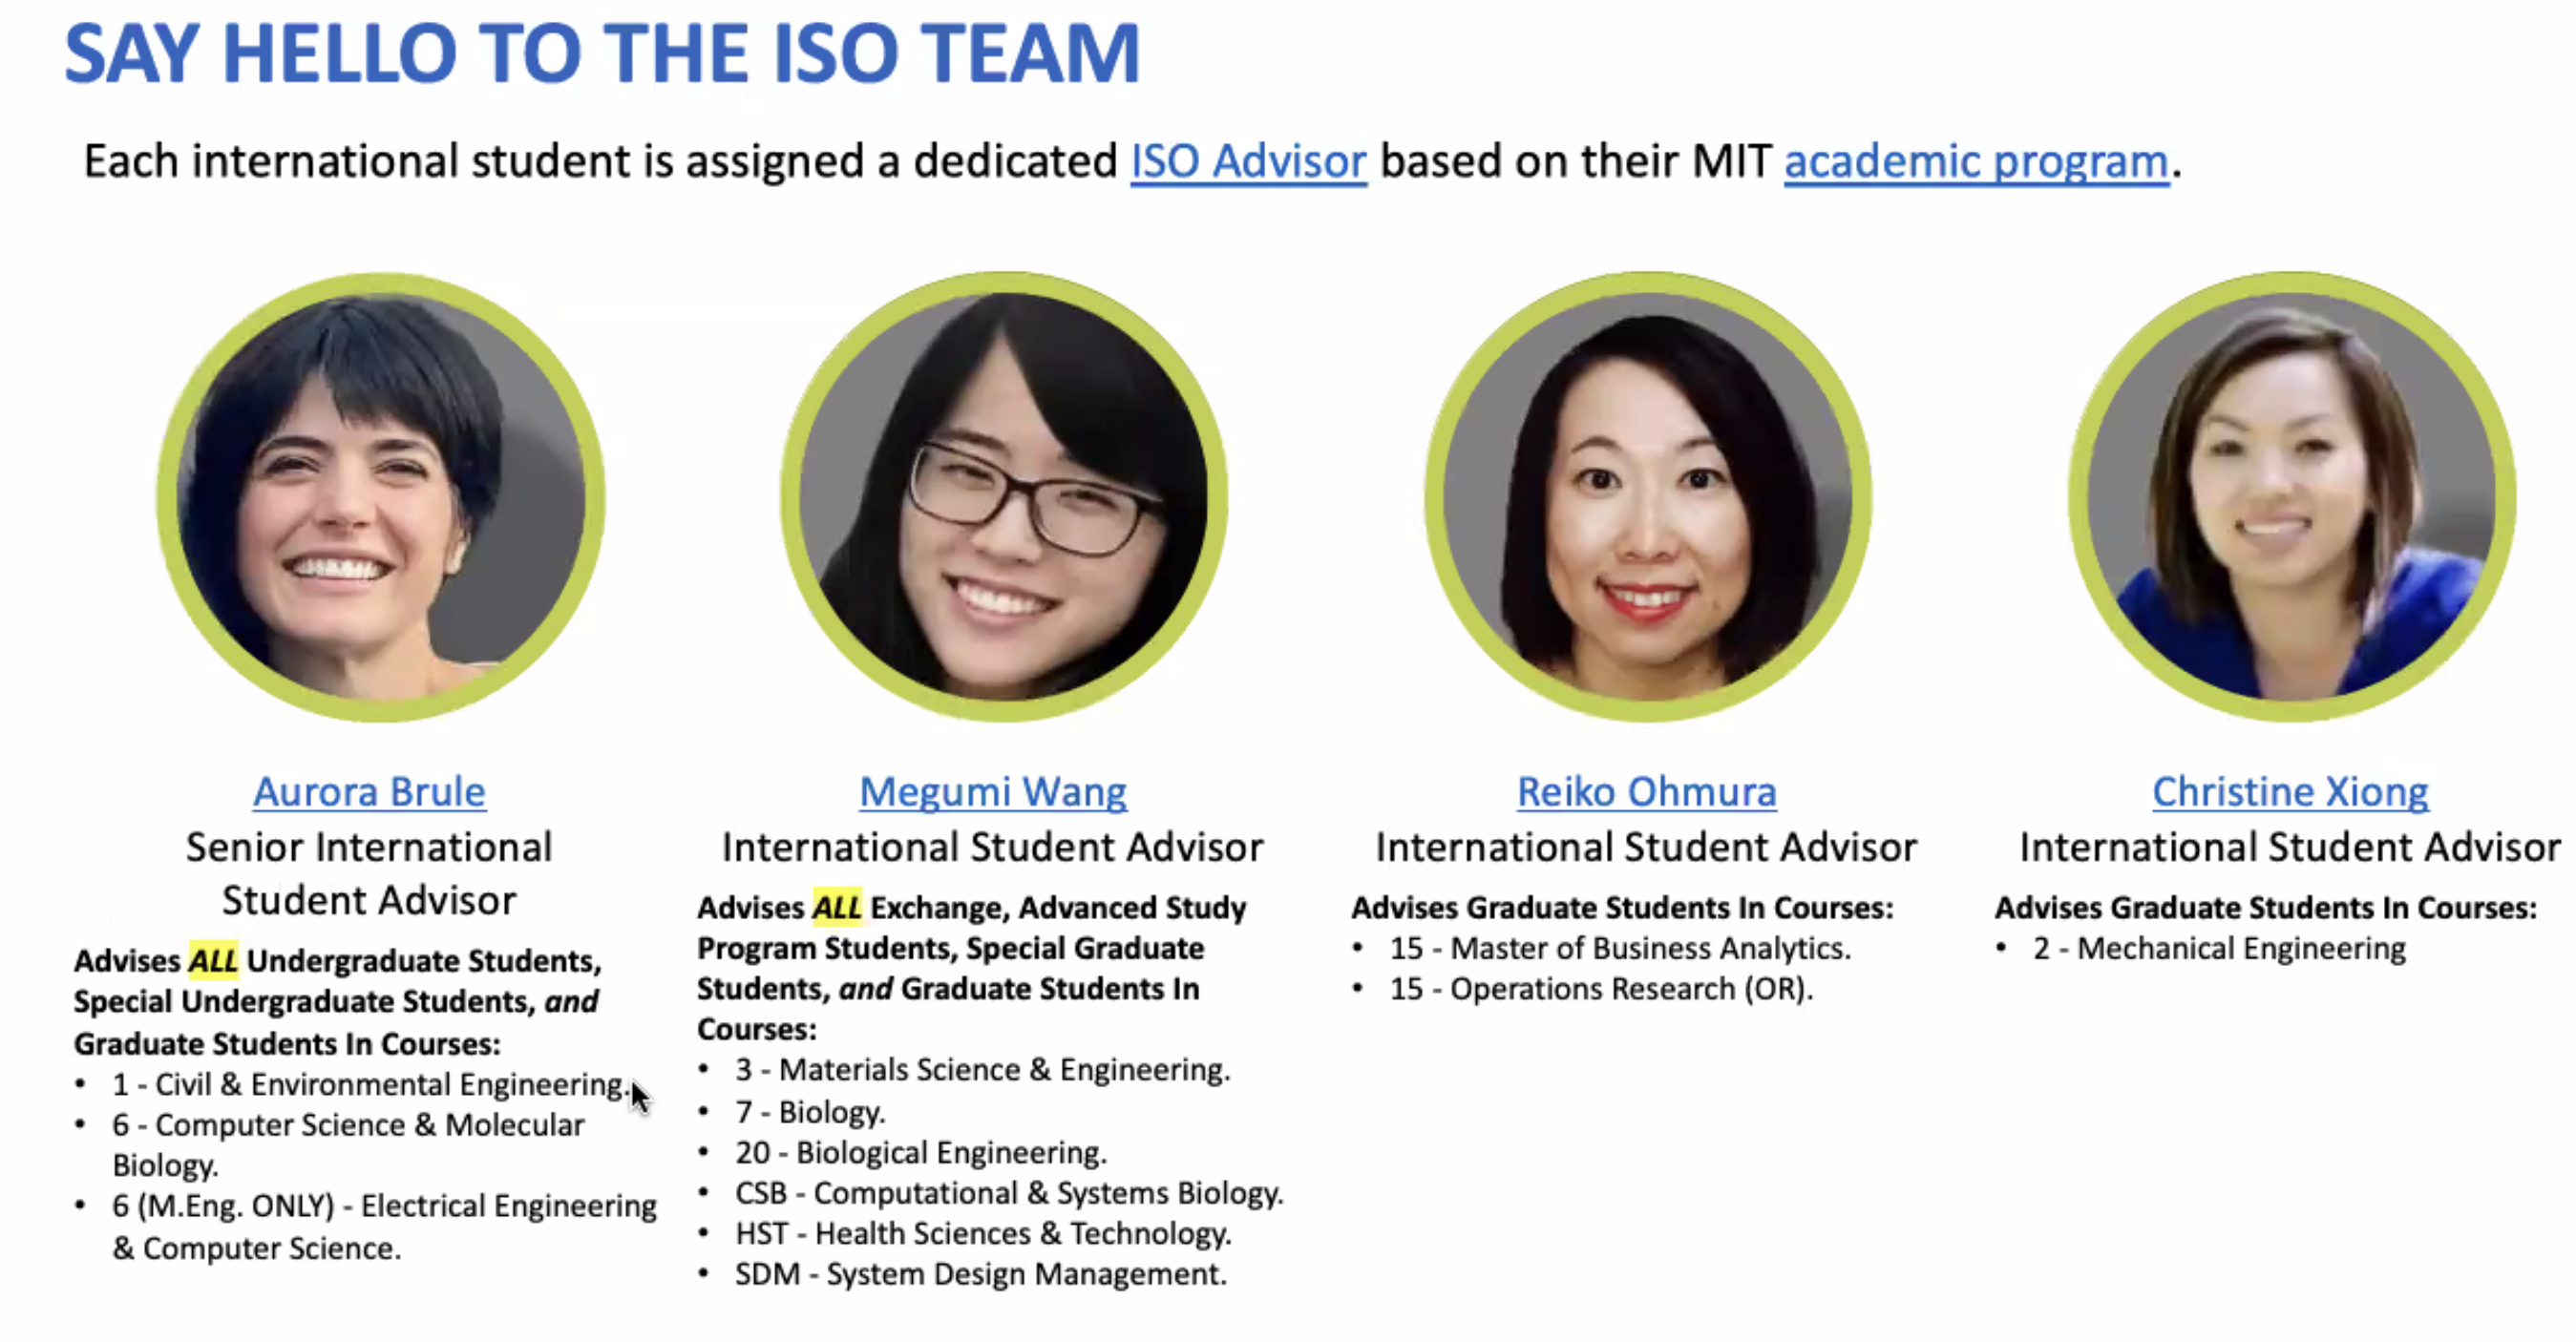 SAY HELLO TO THE ISO TEAM
Each international student is assigned a dedicated ISO Advisor based on their MIT academic program.
Aurora Brule
Senior International
Student Advisor
Advises ALL Undergraduate Students,
Special Undergraduate Students, and
Graduate Students In Courses:
• 1 - Civil & Environmental Engineering.
• 6 - Computer Science & Molecular
Biology.
• 6 (M.Eng. ONLY) - Electrical Engineering
& Computer Science.
Megumi Wang
International Student Advisor
Advises ALL Exchange, Advanced Study
Program Students, Special Graduate
Students, and Graduate Students In
Courses:
• 3 - Materials Science & Engineering.
• 7 - Biology.
• 20 - Biological Engineering.
• CSB - Computational & Systems Biology.
• HST - Health Sciences & Technology.
• SDM - System Design Management.
Reiko Ohmura
International Student Advisor
Advises Graduate Students In Courses:
• 15 - Master of Business Analytics.
• 15 - Operations Research (OR).
Christine Xiong
International Student Advisor
Advises Graduate Students In Courses:
• 2 - Mechanical Engineering